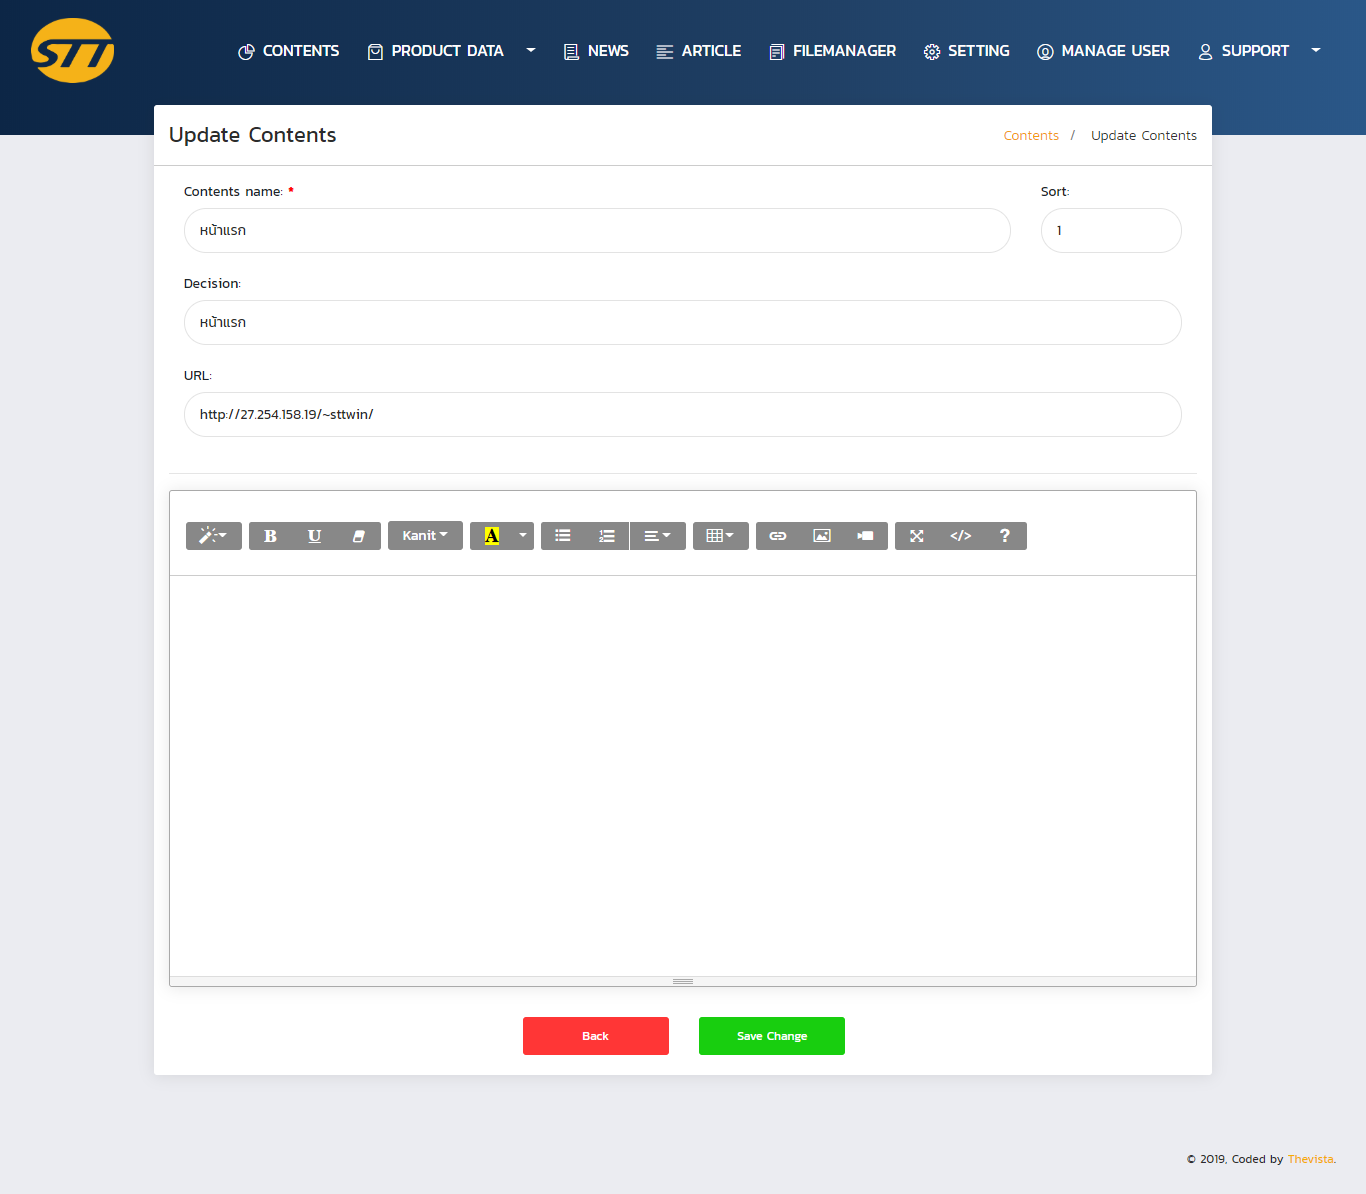 STT
CONTENTS PRODUCT DATA NEWS ARTICLE FILEMANAGER SETTING MANAGE USER SUPPORT
Update Contents
Contents / Update Contents
Contents name: * Sort:
หน้าแรก 1
Decision:
หน้าแรก
URL:
http://27.254.158.19/~sttwin/
B U Kanit A </> ?
Back Save Change
© 2019, Coded by Thevista.